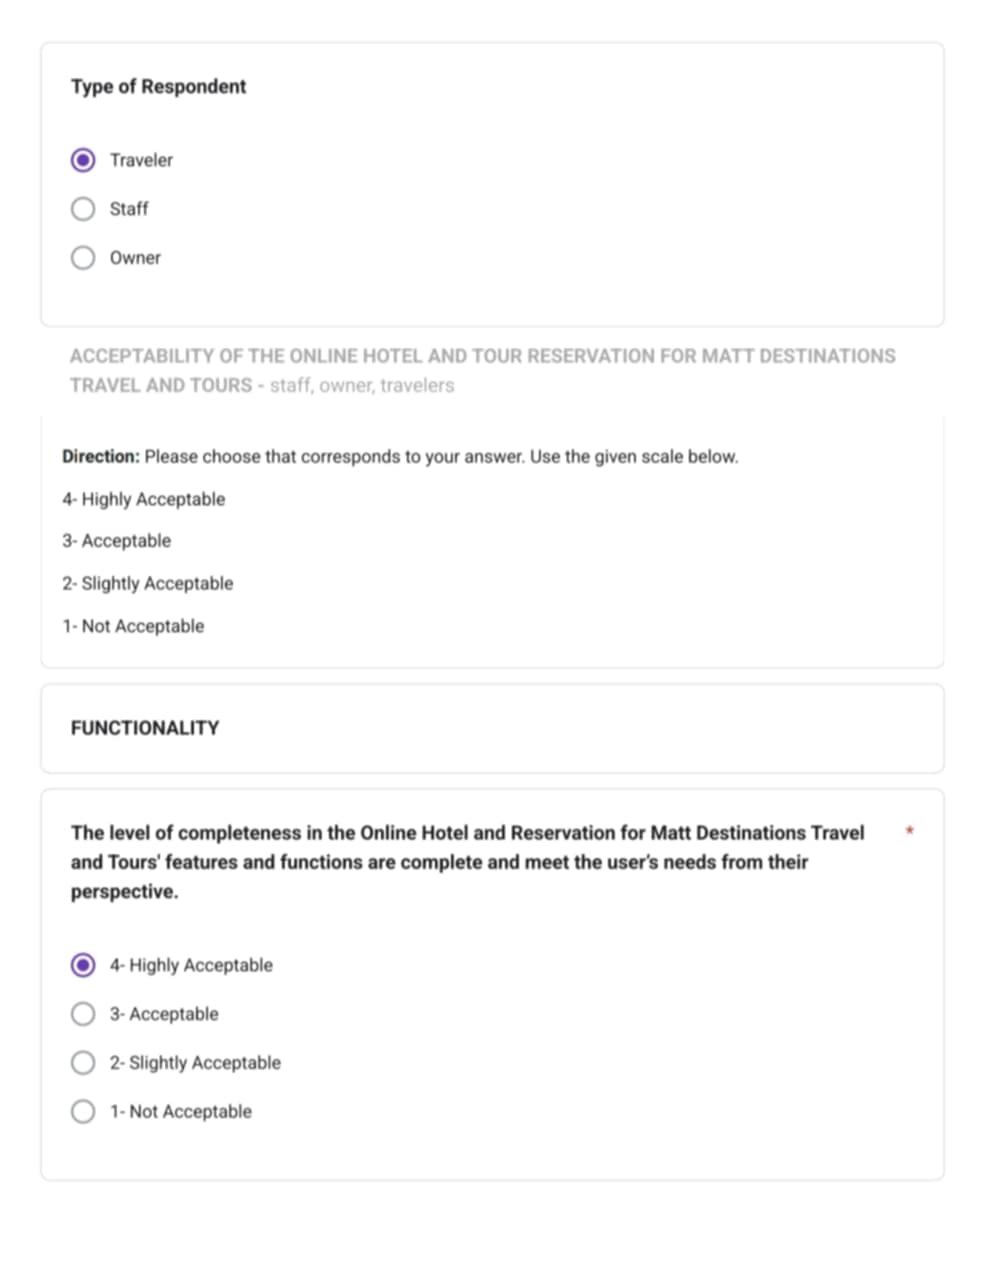 Type of Respondent
Traveler
Staff
Owner
ACCEPTABILITY OF THE ONLINE HOTEL AND TOUR RESERVATION FOR MATT DESTINATIONS
TRAVEL AND TOURS - staff, owner, travelers
Direction: Please choose that corresponds to your answer. Use the given scale below.
4- Highly Acceptable
3- Acceptable
2- Slightly Acceptable
1- Not Acceptable
FUNCTIONALITY
The level of completeness in the Online Hotel and Reservation for Matt Destinations Travel *
and Tours' features and functions are complete and meet the user's needs from their
perspective.
4- Highly Acceptable
3- Acceptable
2- Slightly Acceptable
1- Not Acceptable